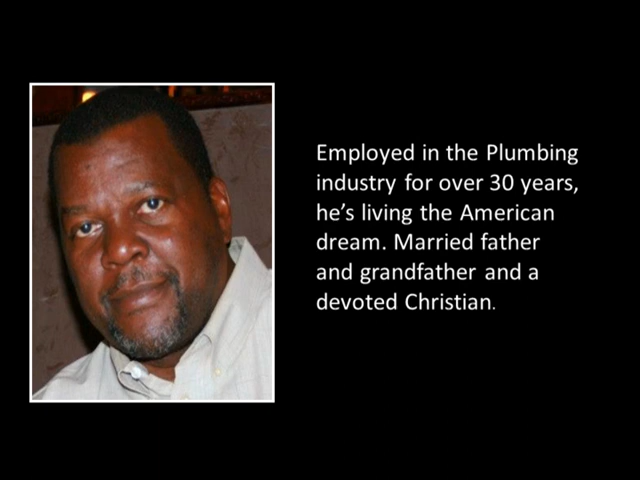 Employed in the Plumbing
industry for over 30 years,
he’s living the American
dream. Married father
and grandfather and a
devoted Christian.